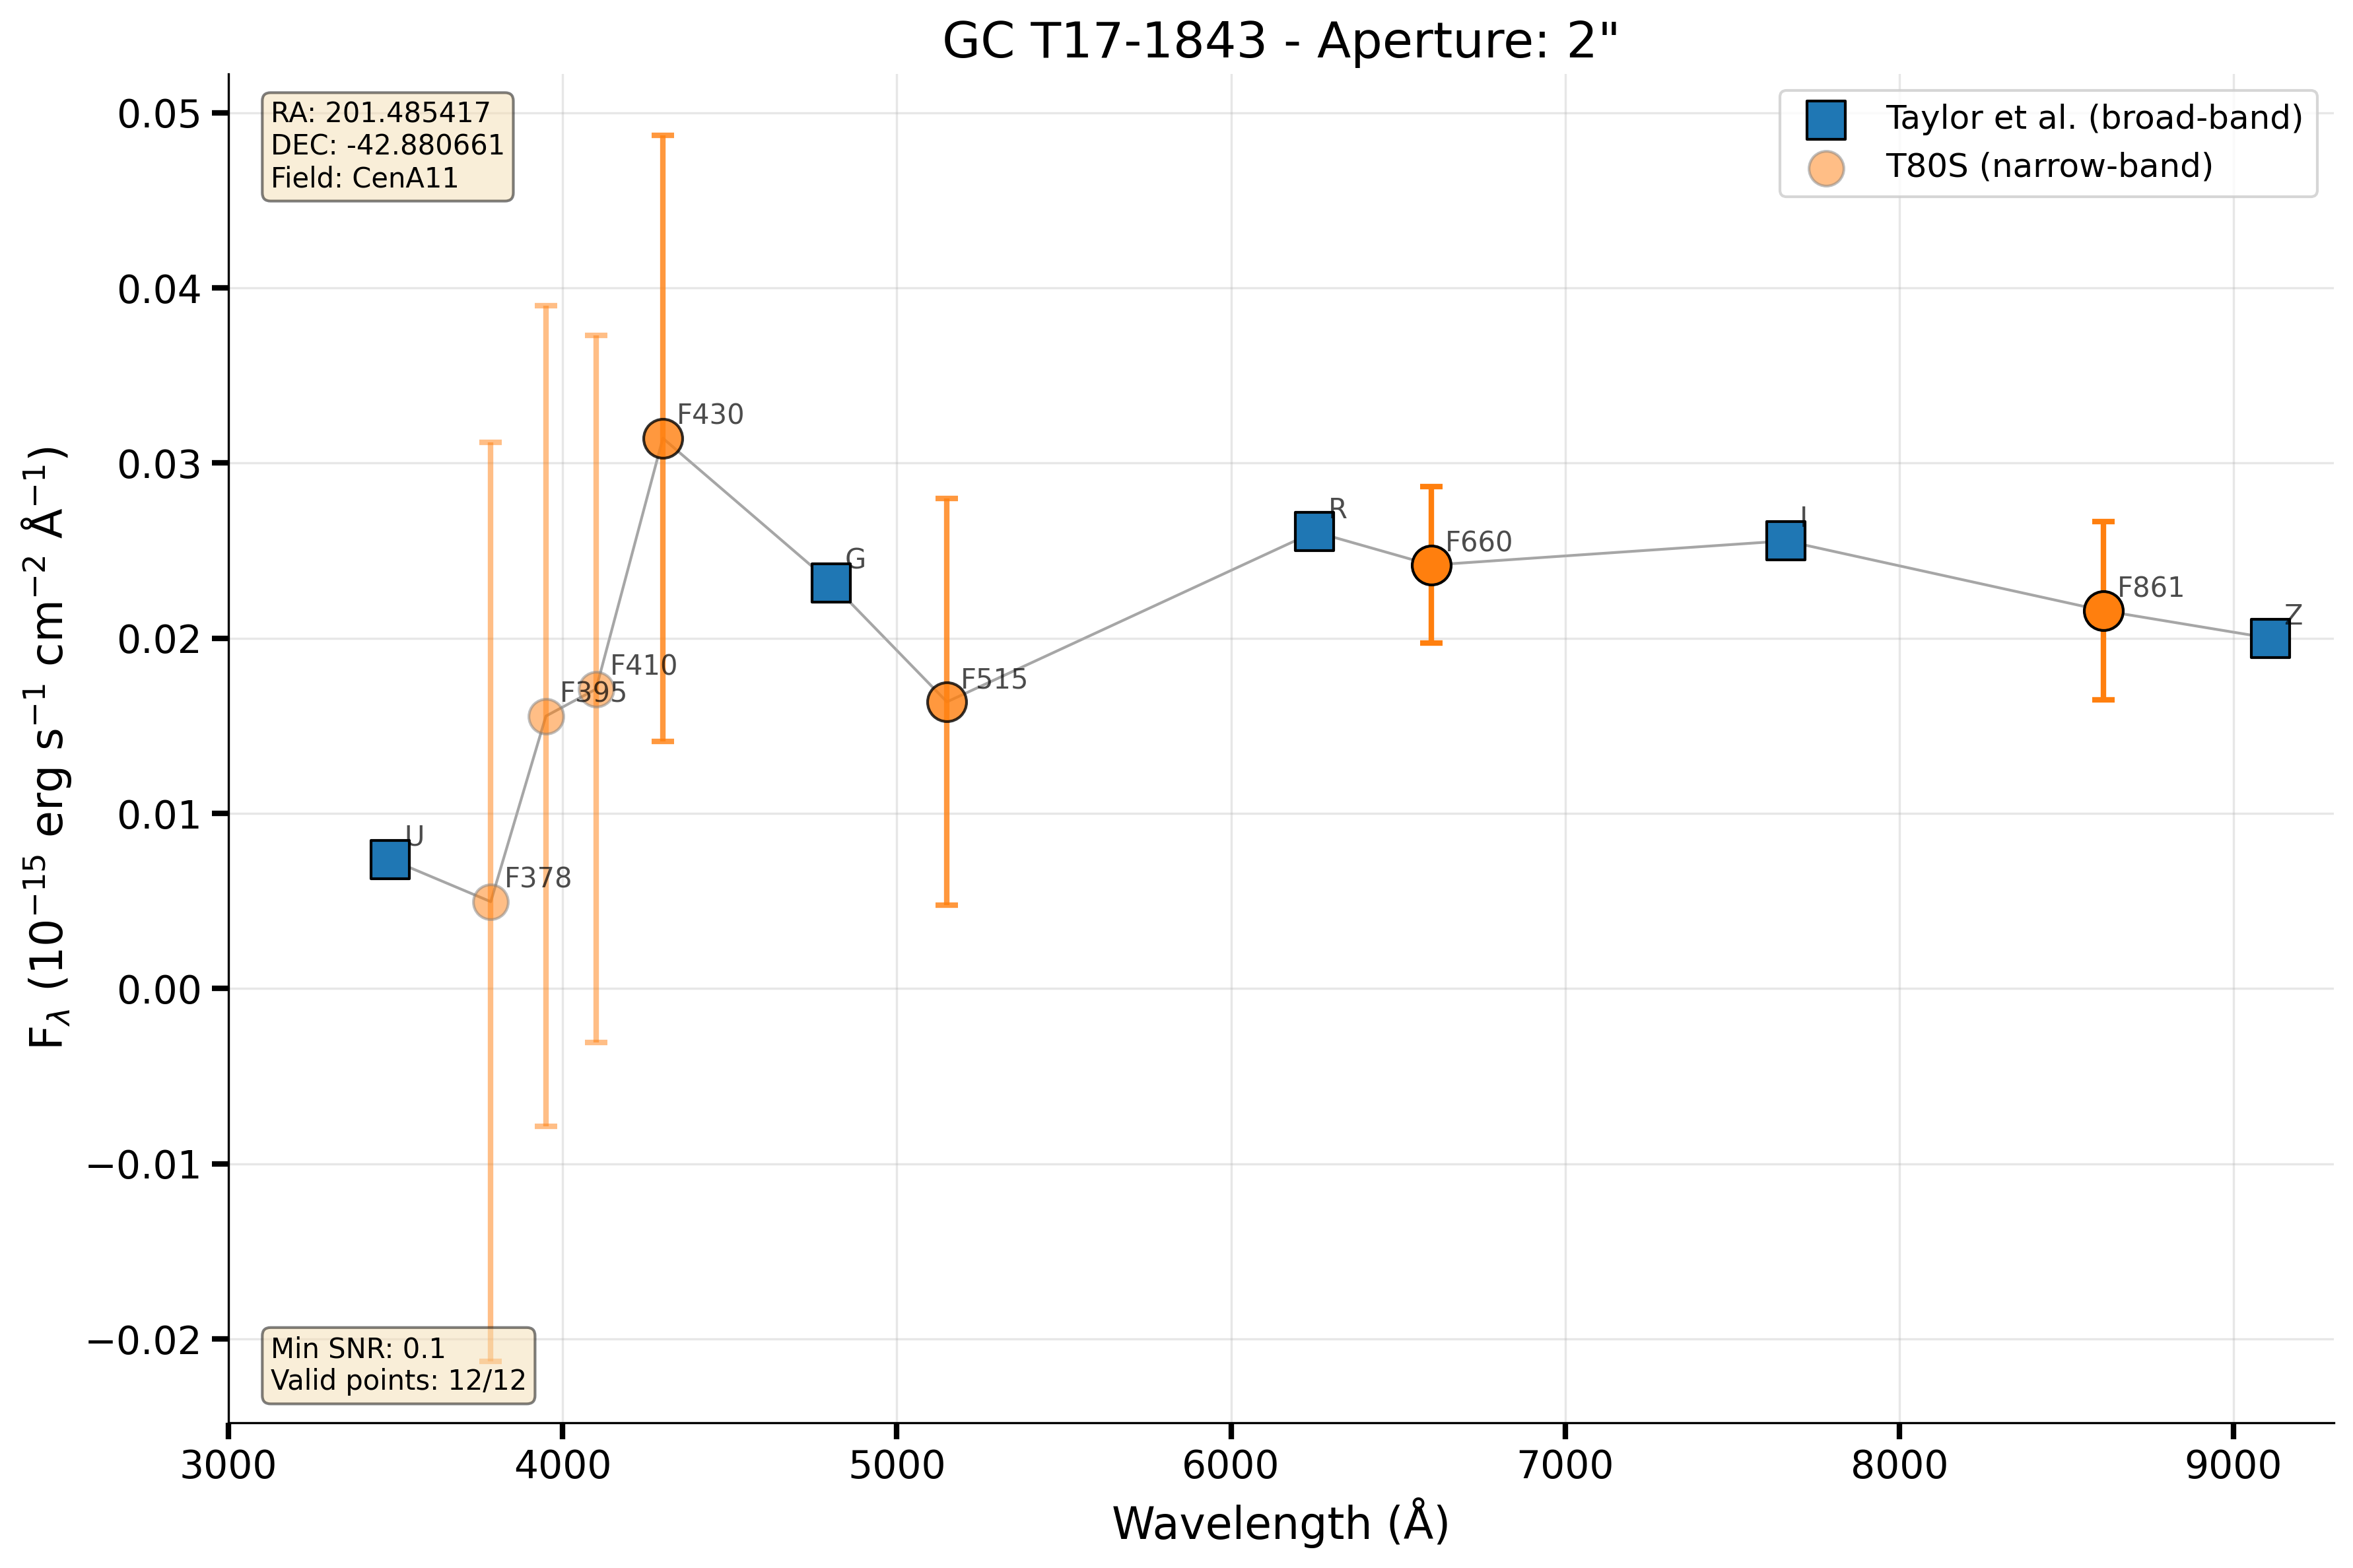 GC T17-1843 - Aperture: 2"
RA: 201.485417
DEC: -42.880661
Field: CenA11
Taylor et al. (broad-band)
T80S (narrow-band)
0.05
0.04
0.03
0.02
0.01
0.00
−0.01
−0.02
F_λ (10⁻¹⁵ erg s⁻¹ cm⁻² Å⁻¹)
U
F378
F395
F410
F430
G
F515
R
F660
I
F861
Z
Min SNR: 0.1
Valid points: 12/12
3000 4000 5000 6000 7000 8000 9000
Wavelength (Å)